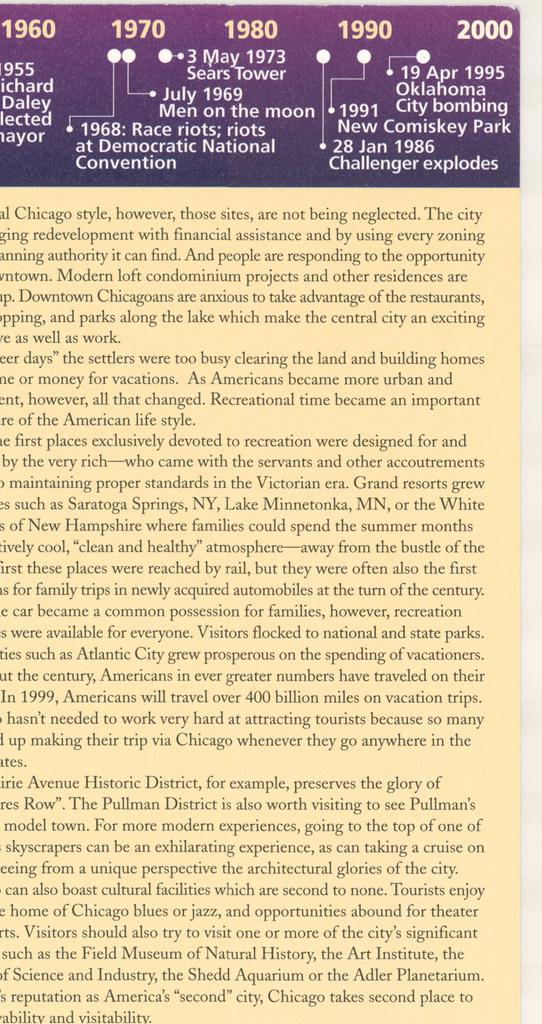 1960 1970 1980 1990 2000
3 May 1973
Sears Tower
19 Apr 1995
Oklahoma
City bombing
1955
Richard
Daley
elected
mayor
July 1969
Men on the moon
1991
New Comiskey Park
1968: Race riots; riots
at Democratic National
Convention
28 Jan 1986
Challenger explodes
al Chicago style, however, those sites, are not being neglected. The city
ging redevelopment with financial assistance and by using every zoning
anning authority it can find. And people are responding to the opportunity
wntown. Modern loft condominium projects and other residences are
up. Downtown Chicagoans are anxious to take advantage of the restaurants,
opping, and parks along the lake which make the central city an exciting
ve as well as work.
eer days” the settlers were too busy clearing the land and building homes
me or money for vacations. As Americans became more urban and
ent, however, all that changed. Recreational time became an important
re of the American life style.
ne first places exclusively devoted to recreation were designed for and
by the very rich—who came with the servants and other accoutrements
o maintaining proper standards in the Victorian era. Grand resorts grew
es such as Saratoga Springs, NY, Lake Minnetonka, MN, or the White
s of New Hampshire where families could spend the summer months
tively cool, “clean and healthy” atmosphere—away from the bustle of the
first these places were reached by rail, but they were often also the first
ns for family trips in newly acquired automobiles at the turn of the century.
e car became a common possession for families, however, recreation
es were available for everyone. Visitors flocked to national and state parks.
ties such as Atlantic City grew prosperous on the spending of vacationers.
ut the century, Americans in ever greater numbers have traveled on their
In 1999, Americans will travel over 400 billion miles on vacation trips.
o hasn’t needed to work very hard at attracting tourists because so many
d up making their trip via Chicago whenever they go anywhere in the
ates.
irie Avenue Historic District, for example, preserves the glory of
res Row”. The Pullman District is also worth visiting to see Pullman’s
model town. For more modern experiences, going to the top of one of
s skyscrapers can be an exhilarating experience, as can taking a cruise on
eeing from a unique perspective the architectural glories of the city.
o can also boast cultural facilities which are second to none. Tourists enjoy
e home of Chicago blues or jazz, and opportunities abound for theater
rts. Visitors should also try to visit one or more of the city’s significant
such as the Field Museum of Natural History, the Art Institute, the
of Science and Industry, the Shedd Aquarium or the Adler Planetarium.
’s reputation as America’s “second” city, Chicago takes second place to
vability and visitability.